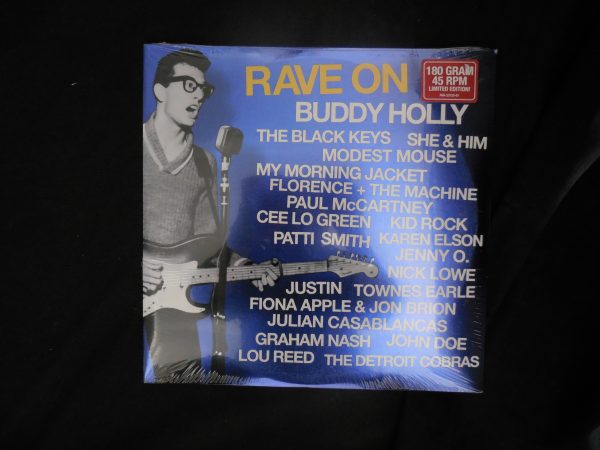 RAVE ON
BUDDY HOLLY
180 GRAM
45 RPM
LIMITED EDITION!
THE BLACK KEYS SHE & HIM
MODEST MOUSE
MY MORNING JACKET
FLORENCE + THE MACHINE
PAUL McCARTNEY
CEE LO GREEN KID ROCK
PATTI SMITH KAREN ELSON
JENNY O.
NICK LOWE
JUSTIN TOWNES EARLE
FIONA APPLE & JON BRION
JULIAN CASABLANCAS
GRAHAM NASH JOHN DOE
LOU REED THE DETROIT COBRAS